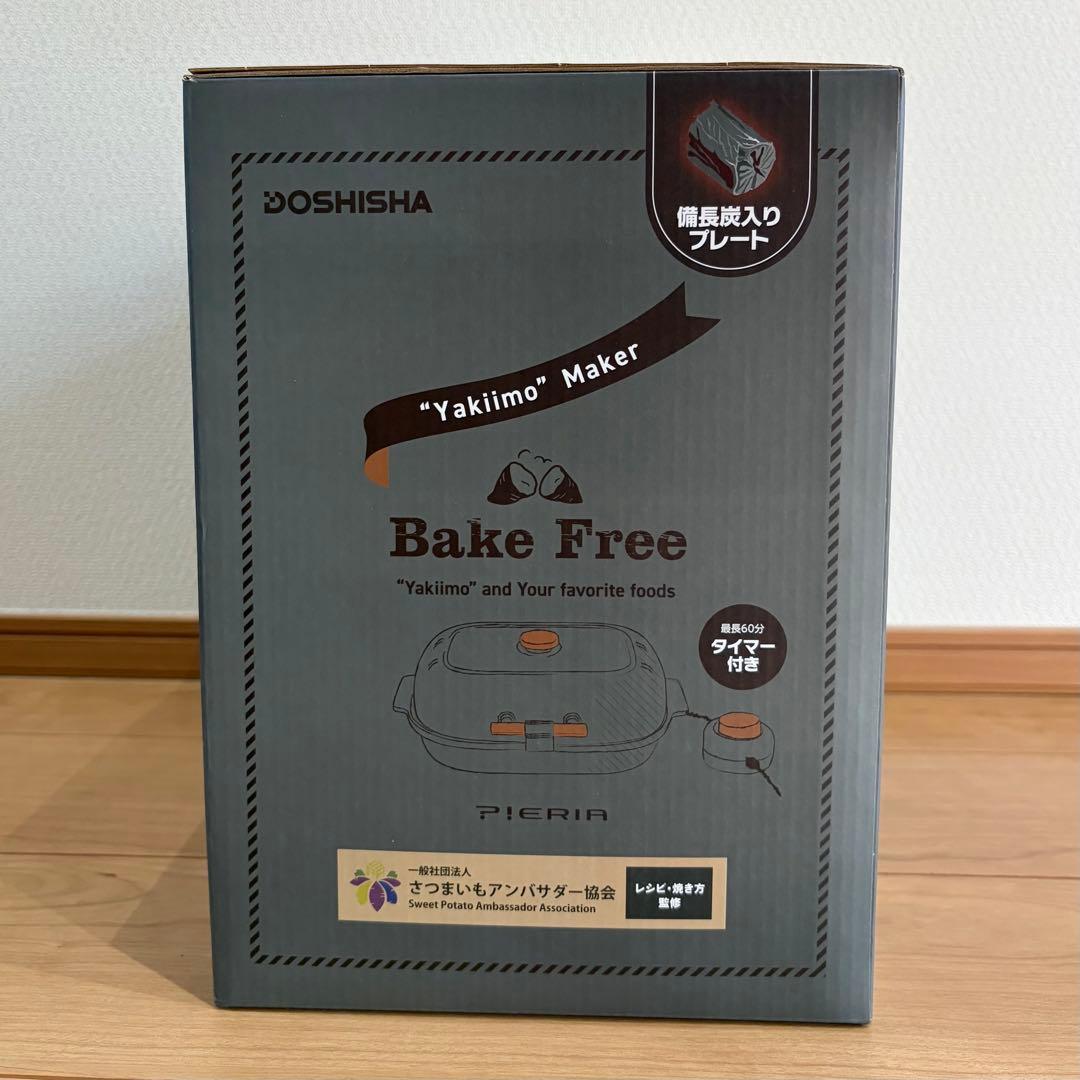 DOSHISHA
備長炭入り
プレート
"Yakiimo" Maker
Bake Free
"Yakiimo" and Your favorite foods
最長60分
タイマー
付き
P!ERIA
一般社団法人
さつまいもアンバサダー協会
Sweet Potato Ambassador Association
レシピ・焼き方
監修